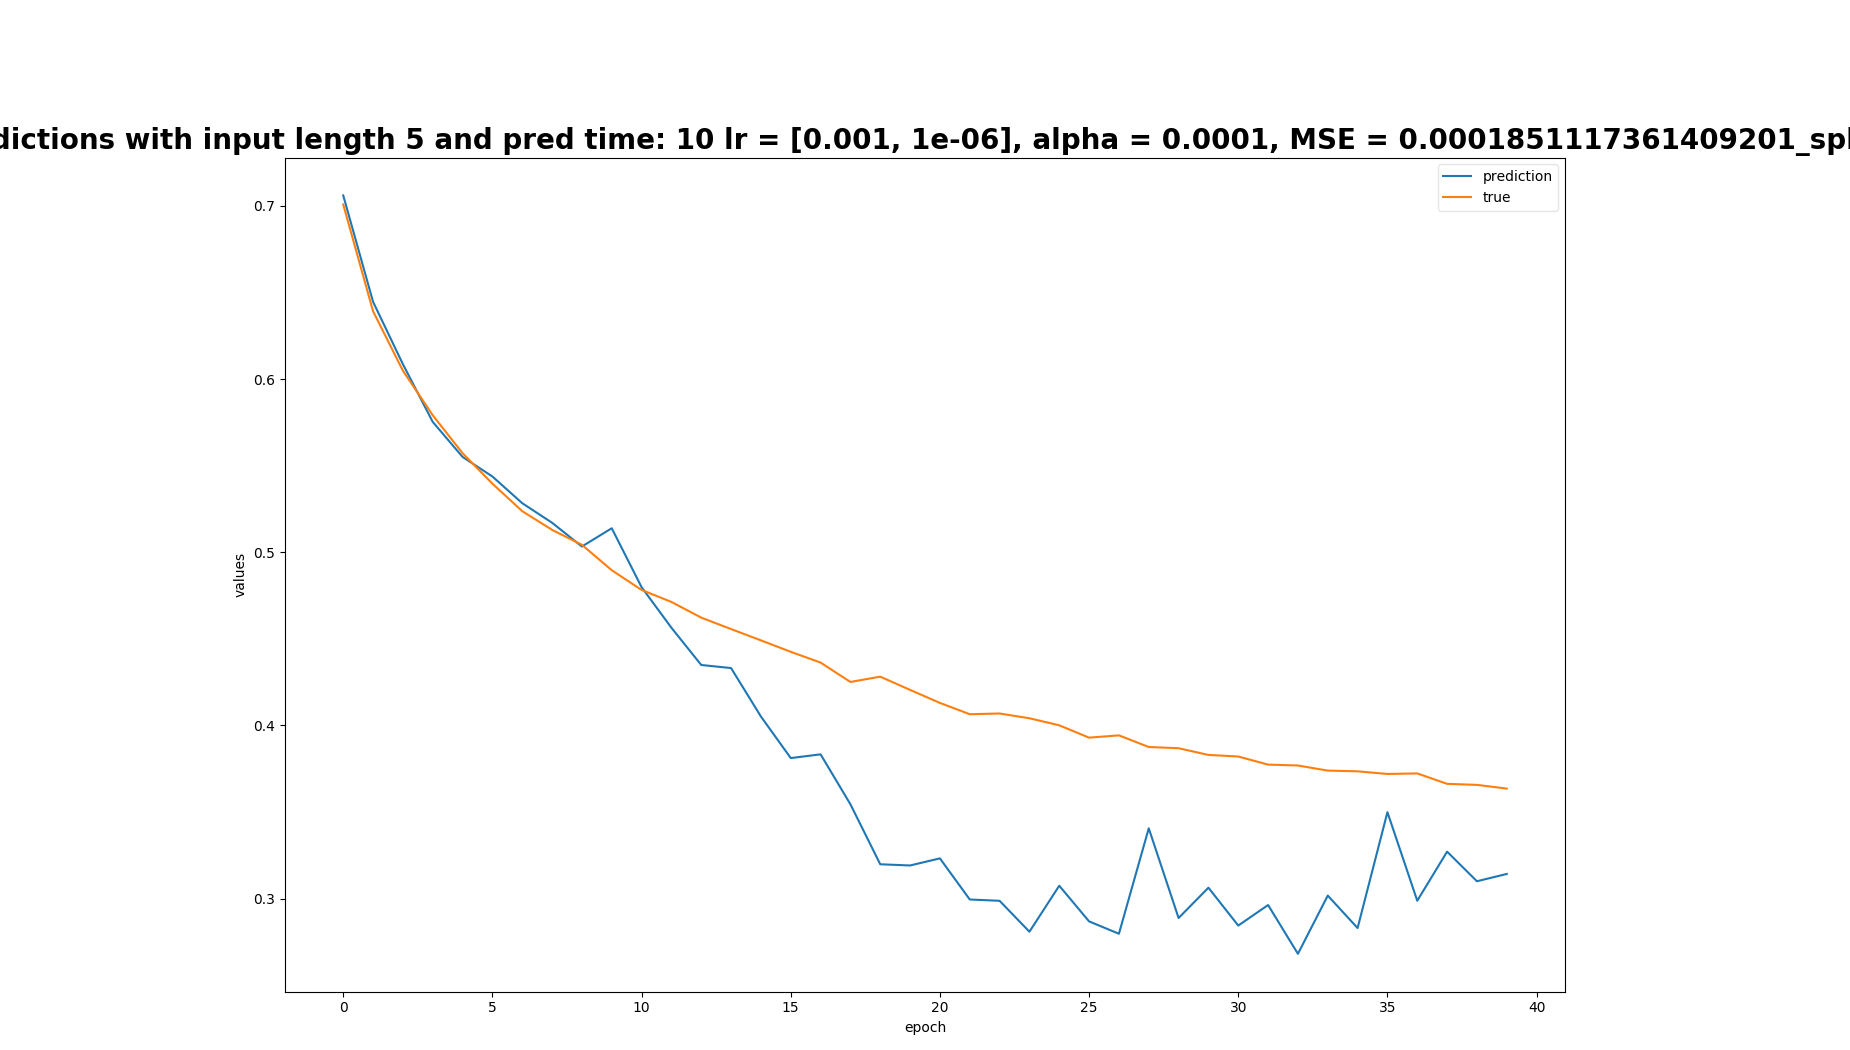 dictions with input length 5 and pred time: 10 lr = [0.001, 1e-06], alpha = 0.0001, MSE = 0.0001851117361409201_spl
prediction
true
0.7
0.6
0.5
0.4
0.3
values
0 5 10 15 20 25 30 35 40
epoch